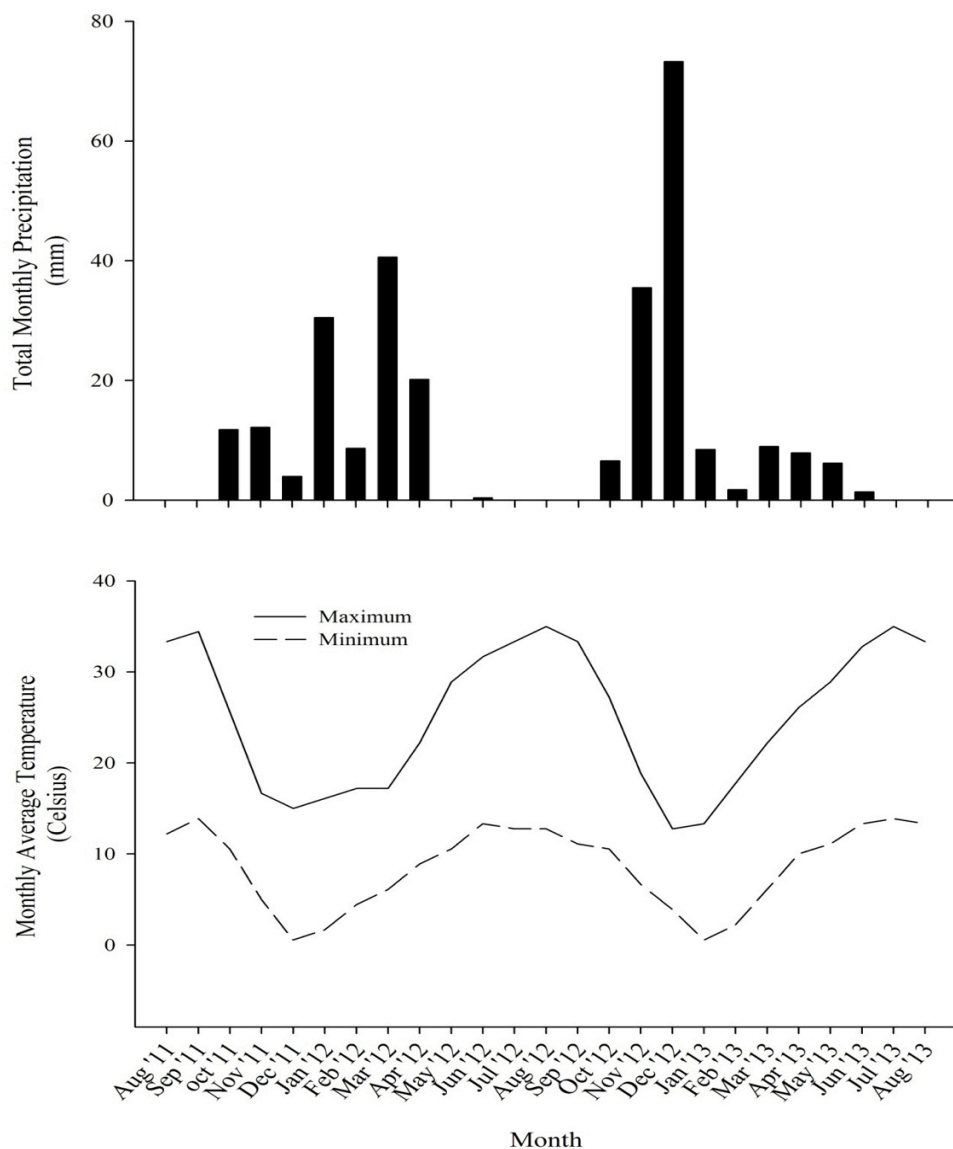 80
60
40
20
0
Total Monthly Precipitation
(mm)
40
30
20
10
0
Monthly Average Temperature
(Celsius)
Maximum
Minimum
Aug '11
Sep '11
oct '11
Nov '11
Dec '11
Jan '12
Feb '12
Mar '12
Apr '12
May '12
Jun '12
Jul '12
Aug '12
Sep '12
Oct '12
Nov '12
Dec '12
Jan '13
Feb '13
Mar '13
Apr '13
May '13
Jun '13
Jul '13
Aug '13
Month